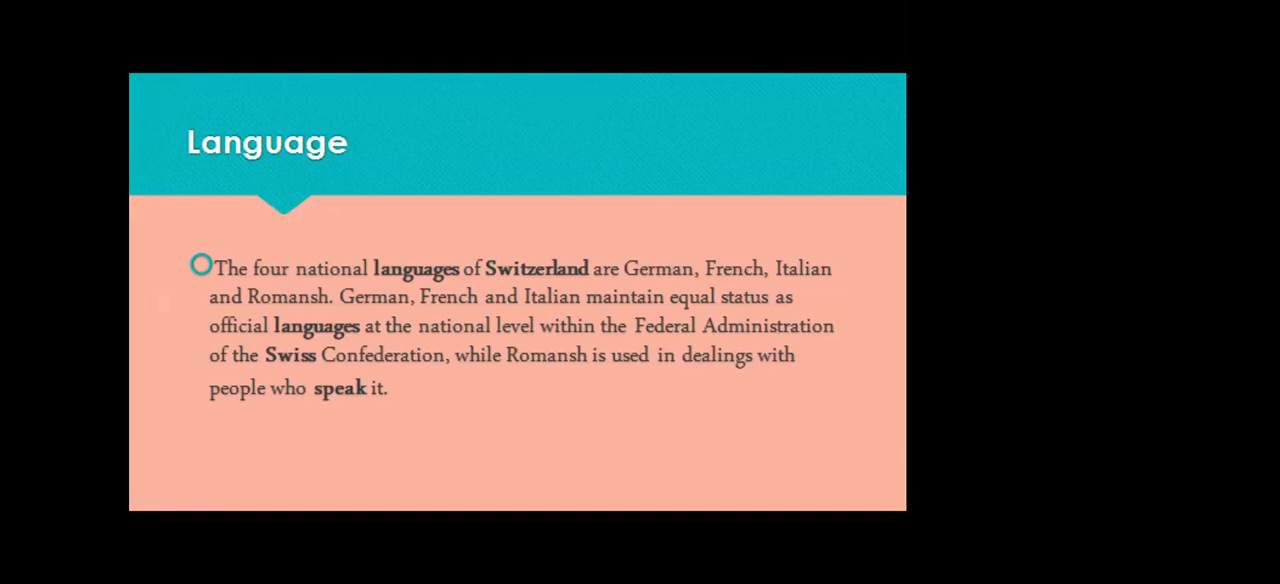 Language
The four national languages of Switzerland are German, French, Italian
and Romansh. German, French and Italian maintain equal status as
official languages at the national level within the Federal Administration
of the Swiss Confederation, while Romansh is used in dealings with
people who speak it.